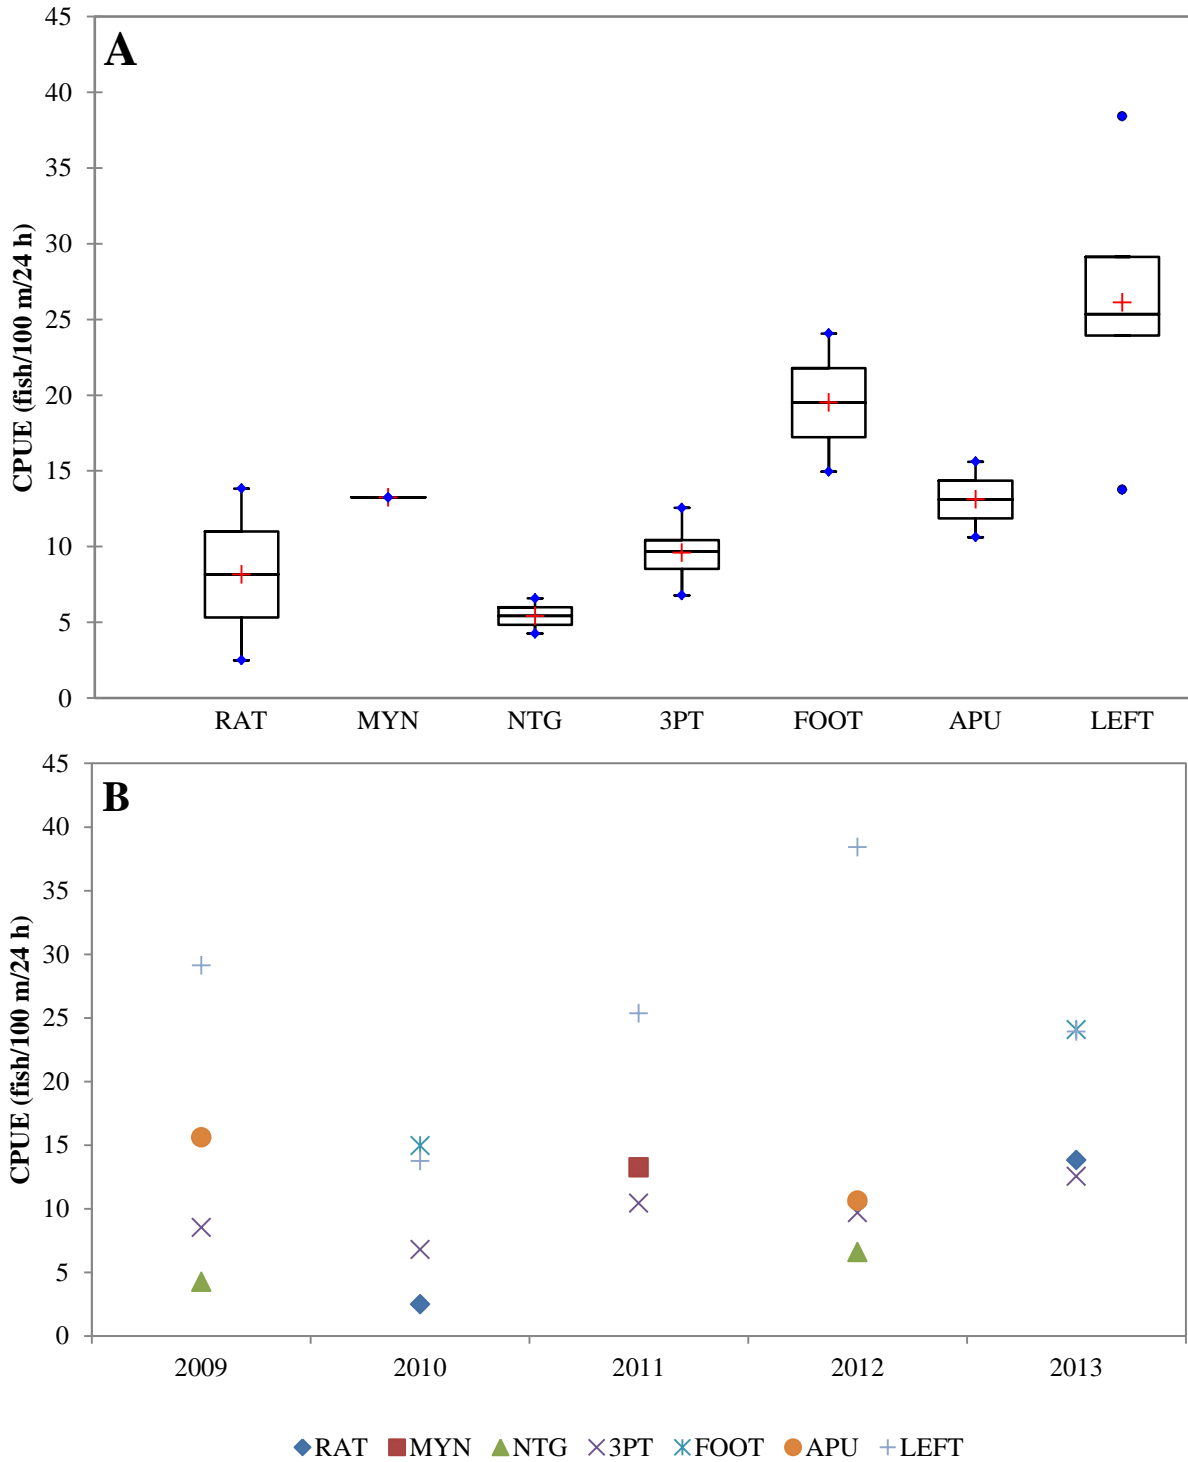 A
45
40
35
30
25
20
15
10
5
0
CPUE (fish/100 m/24 h)
RAT MYN NTG 3PT FOOT APU LEFT
B
45
40
35
30
25
20
15
10
5
0
CPUE (fish/100 m/24 h)
2009 2010 2011 2012 2013
RAT MYN NTG 3PT FOOT APU LEFT